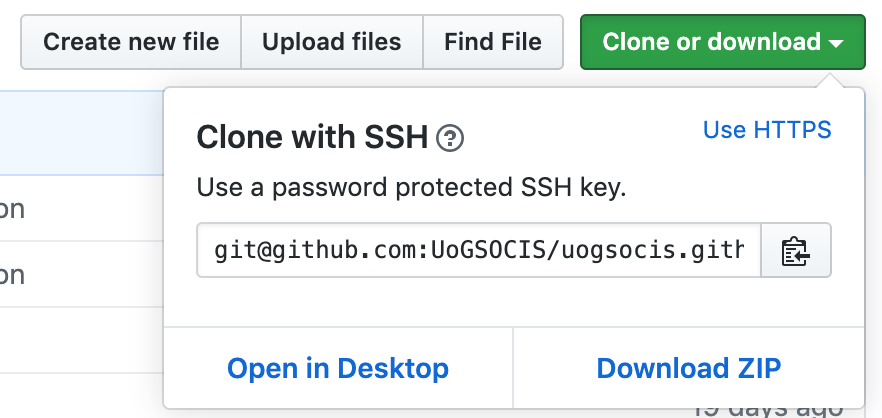 Create new file
Upload files
Find File
Clone or download
Clone with SSH ?
Use HTTPS
on
Use a password protected SSH key.
git@github.com:UoGSOCIS/uogsocis.gith
on
Open in Desktop
Download ZIP
19 days ago